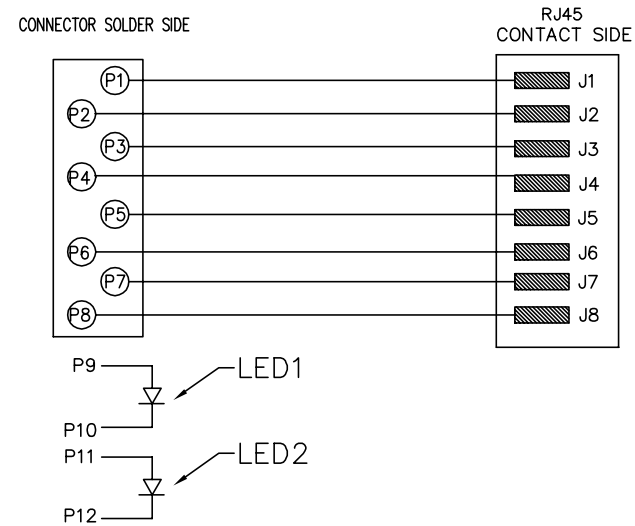 CONNECTOR SOLDER SIDE
RJ45
CONTACT SIDE
P1 J1
P2 J2
P3 J3
P4 J4
P5 J5
P6 J6
P7 J7
P8 J8
P9 LED1
P10
P11 LED2
P12